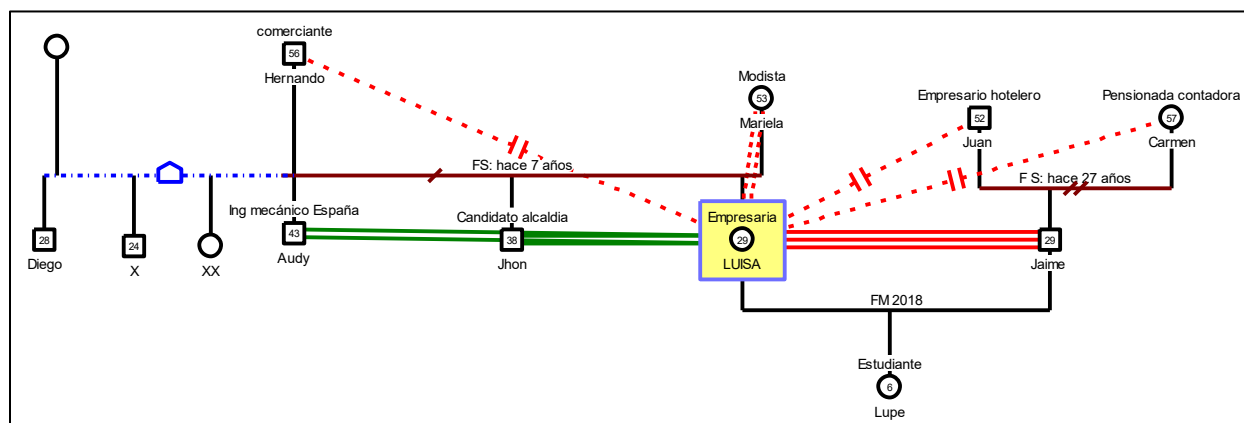 comerciante
56
Hernando
Modista
53
Mariela
Empresario hotelero
52
Juan
Pensionada contadora
57
Carmen
FS: hace 7 años
F S: hace 27 años
28
Diego
24
X
XX
Ing mecánico España
43
Audy
Candidato alcaldia
38
Jhon
Empresaria
29
LUISA
29
Jaime
FM 2018
Estudiante
6
Lupe